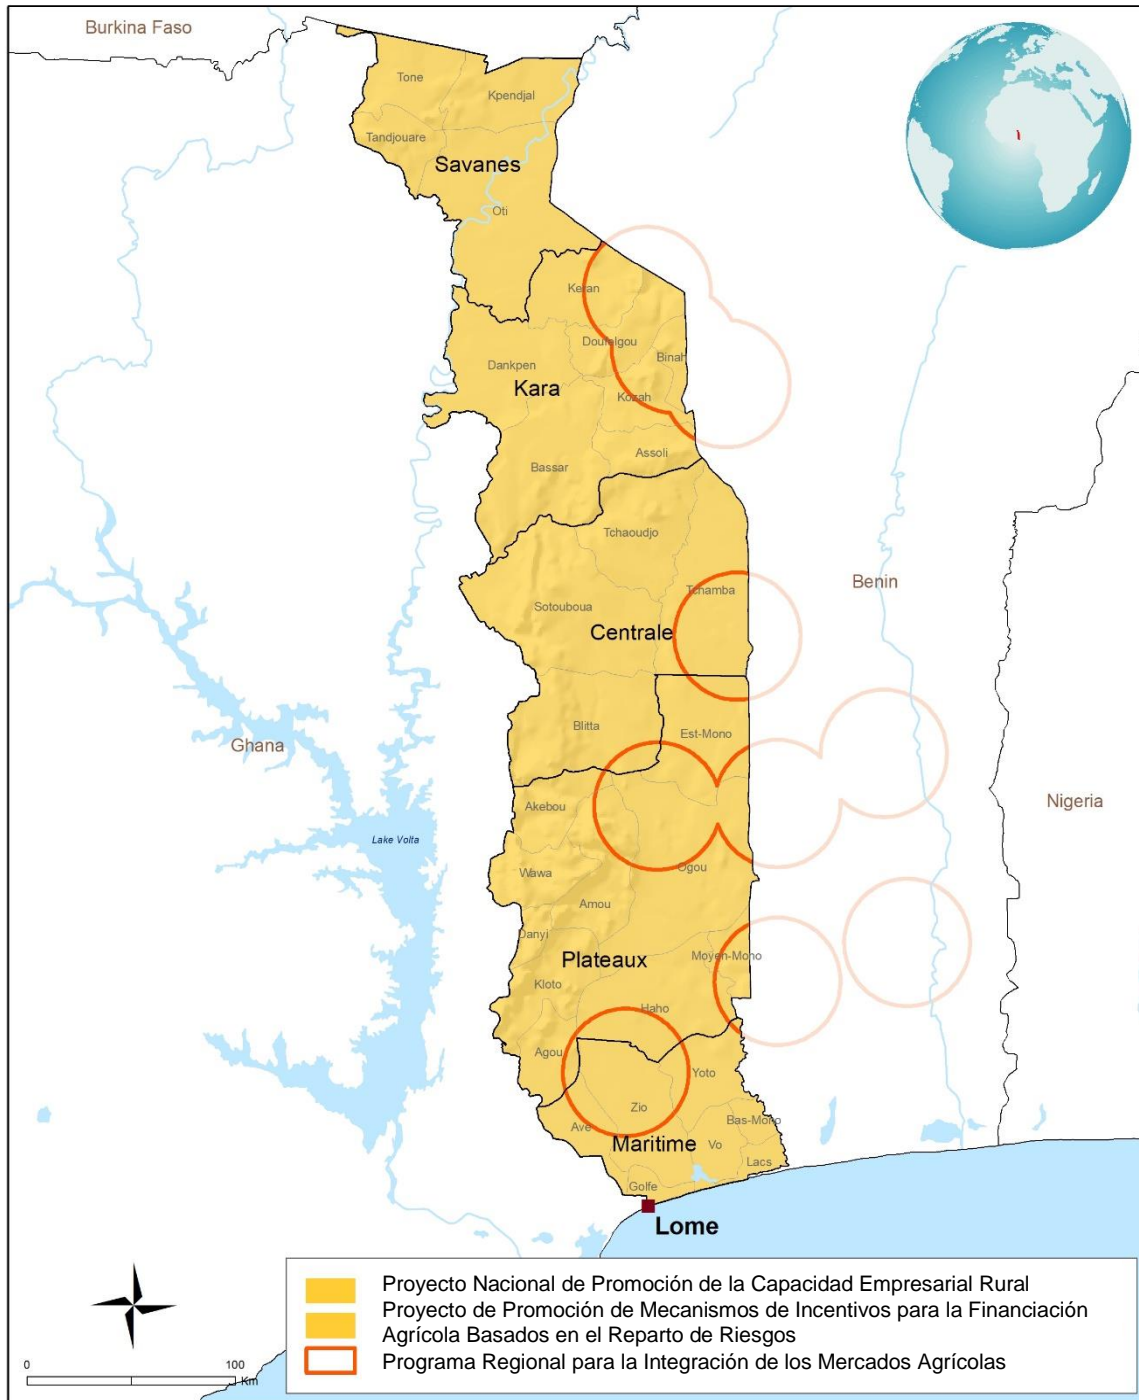 Burkina Faso
Tone
Kpendjal
Tandjouare
Savanes
Oti
Keran
Doufelgou
Binah
Dankpen
Kara
Kozah
Assoli
Bassar
Tchaoudjo
Benin
Tchamba
Sotouboua
Centrale
Blitta
Est-Mono
Ghana
Nigeria
Akebou
Lake Volta
Ogou
Wawa
Amou
Danyi
Moyen-Mono
Plateaux
Kloto
Haho
Agou
Yoto
Zio
Ave
Bas-Mono
Maritime
Vo
Lacs
Golfe
Lome
Proyecto Nacional de Promoción de la Capacidad Empresarial Rural
Proyecto de Promoción de Mecanismos de Incentivos para la Financiación
Agrícola Basados en el Reparto de Riesgos
Programa Regional para la Integración de los Mercados Agrícolas
0 100
Km